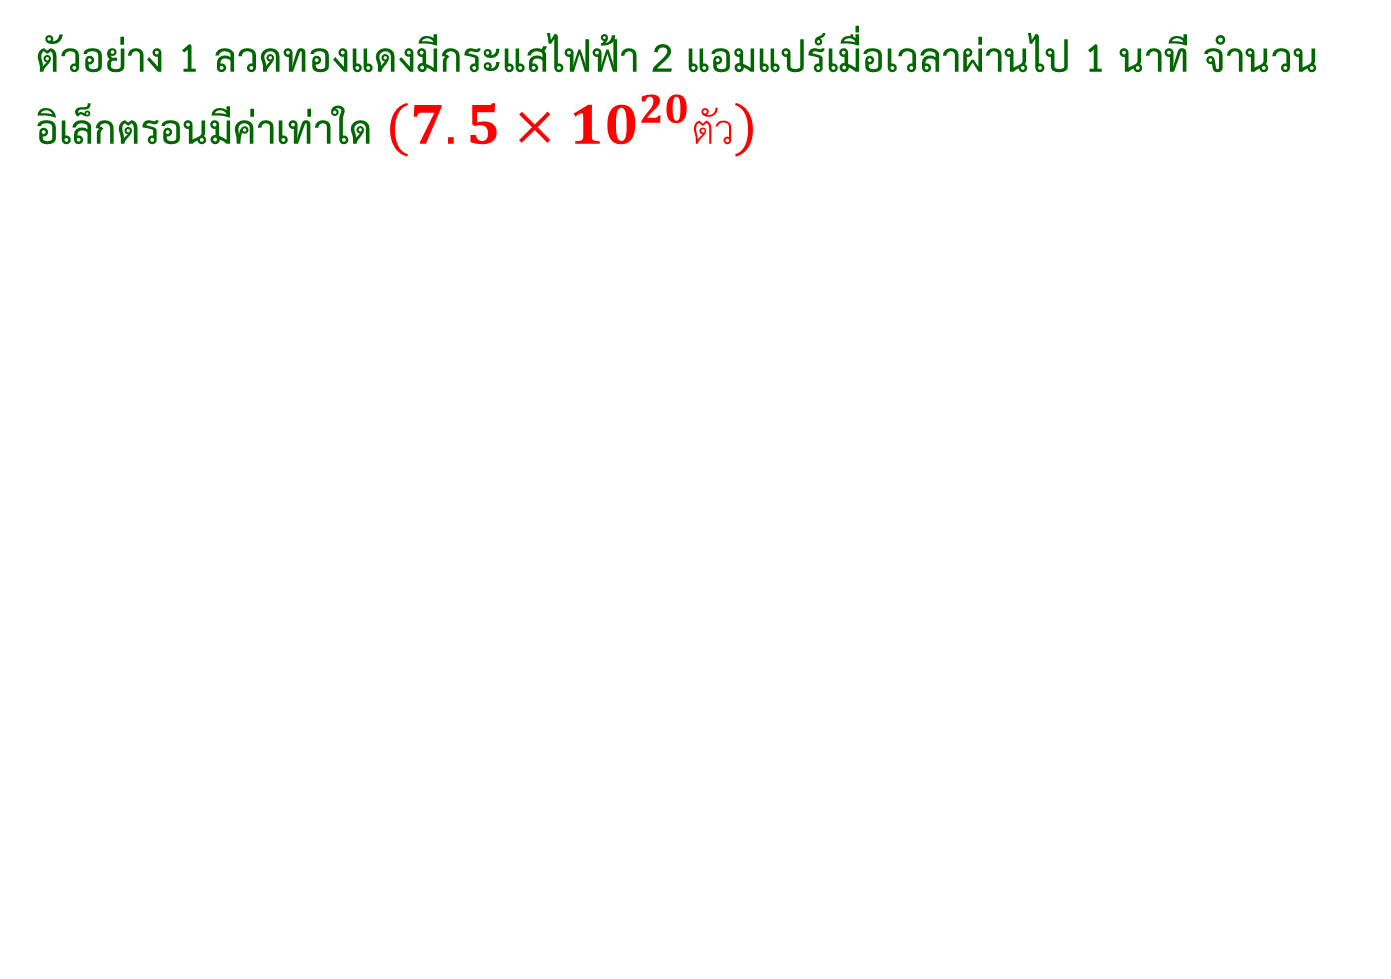 ตัวอย่าง 1 ลวดทองแดงมีกระแสไฟฟ้า 2 แอมแปร์เมื่อเวลาผ่านไป 1 นาที จำนวน
อิเล็กตรอนมีค่าเท่าใด (7.5 × 10²⁰ตัว)